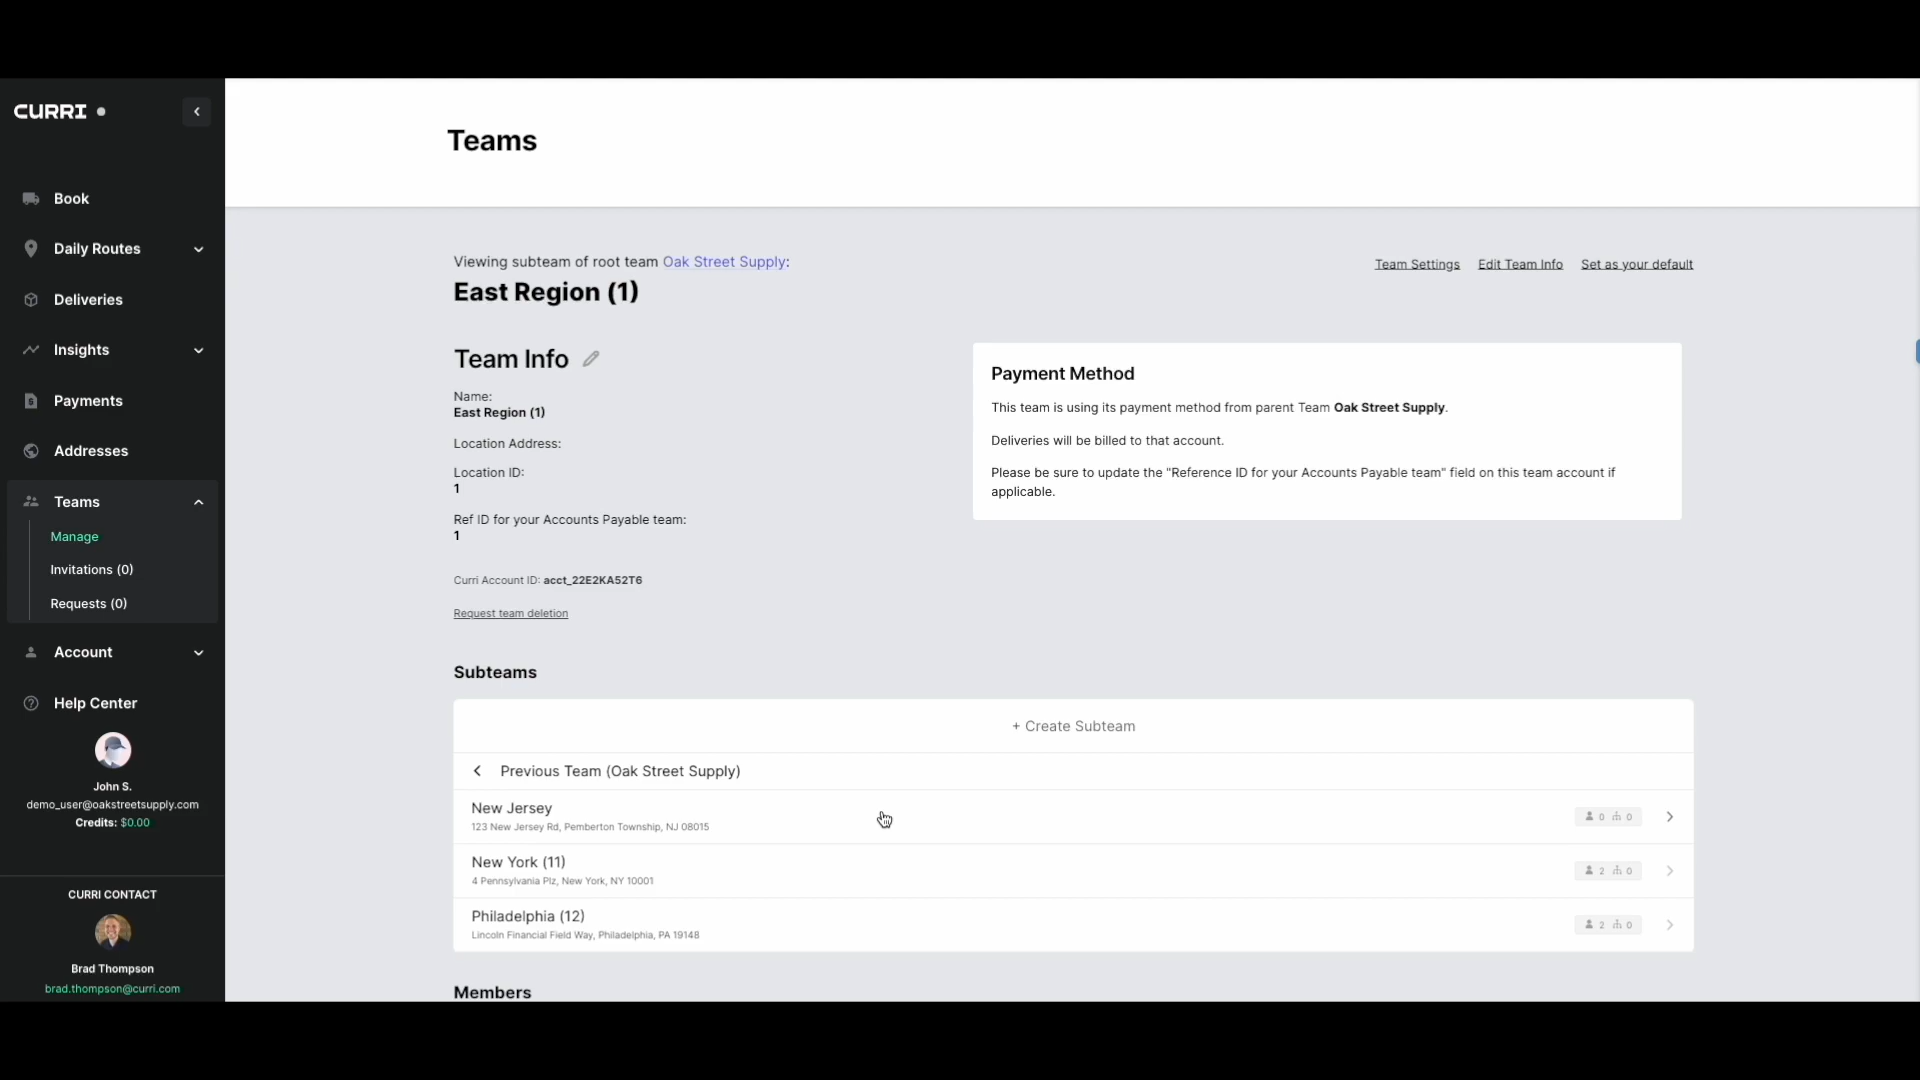 CURRI
Book
Daily Routes
Deliveries
Insights
Payments
Addresses
Teams
Manage
Invitations (0)
Requests (0)
Account
Help Center
John S.
demo_user@oakstreetsupply.com
Credits: $0.00
CURRI CONTACT
Brad Thompson
brad.thompson@curri.com
Teams
Viewing subteam of root team Oak Street Supply:
East Region (1)
Team Settings
Edit Team Info
Set as your default
Team Info
Name:
East Region (1)
Location Address:
Location ID:
1
Ref ID for your Accounts Payable team:
1
Curri Account ID: acct_22E2KA52T6
Request team deletion
Payment Method
This team is using its payment method from parent Team Oak Street Supply.
Deliveries will be billed to that account.
Please be sure to update the "Reference ID for your Accounts Payable team" field on this team account if
applicable.
Subteams
+ Create Subteam
Previous Team (Oak Street Supply)
New Jersey
123 New Jersey Rd, Pemberton Township, NJ 08015
0 0
New York (11)
4 Pennsylvania Plz, New York, NY 10001
2 0
Philadelphia (12)
Lincoln Financial Field Way, Philadelphia, PA 19148
2 0
Members